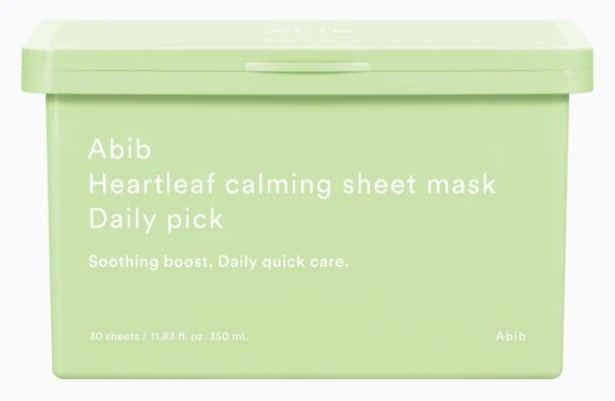 Abib
Heartleaf calming sheet mask
Daily pick
Soothing boost, Daily quick care.
30 sheets / 11.83 fl. oz. 350 ml.
Abib